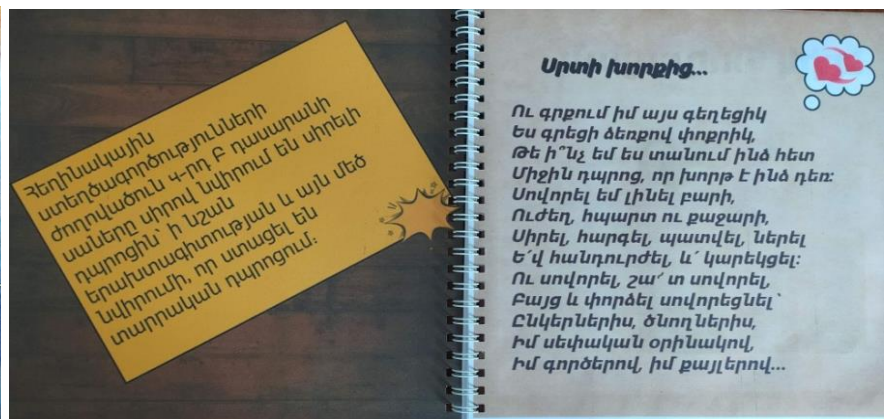 Հեղինակային
ստեղծագործությունների
ժողովածուն 4-րդ Բ դասարանի
սաները սիրով նվիրում են սիրելի
դպրոցին՝ ի նշան
երախտագիտության և այն մեծ
նվիրումի, որ ստացել են
տարրական դպրոցում:
Սրտի խորքից...
Ու գրքում իմ այս գեղեցիկ
Ես գրեցի ձեռքով փոքրիկ,
Թե ի՞նչ եմ ես տանում ինձ հետ
Միջին դպրոց, որ խորթ է ինձ դեռ:
Սովորել եմ լինել բարի,
Ուժեղ, հպարտ ու քաջարի,
Սիրել, հարգել, պատվել, ներել
Ե՛վ հանդուրժել, և՛ կարեկցել:
Ու սովորել, շա՛ տ սովորել,
Բայց և փորձել սովորեցնել՝
Ընկերներիս, ծնողներիս,
Իմ սեփական օրինակով,
Իմ գործերով, իմ քայլերով...